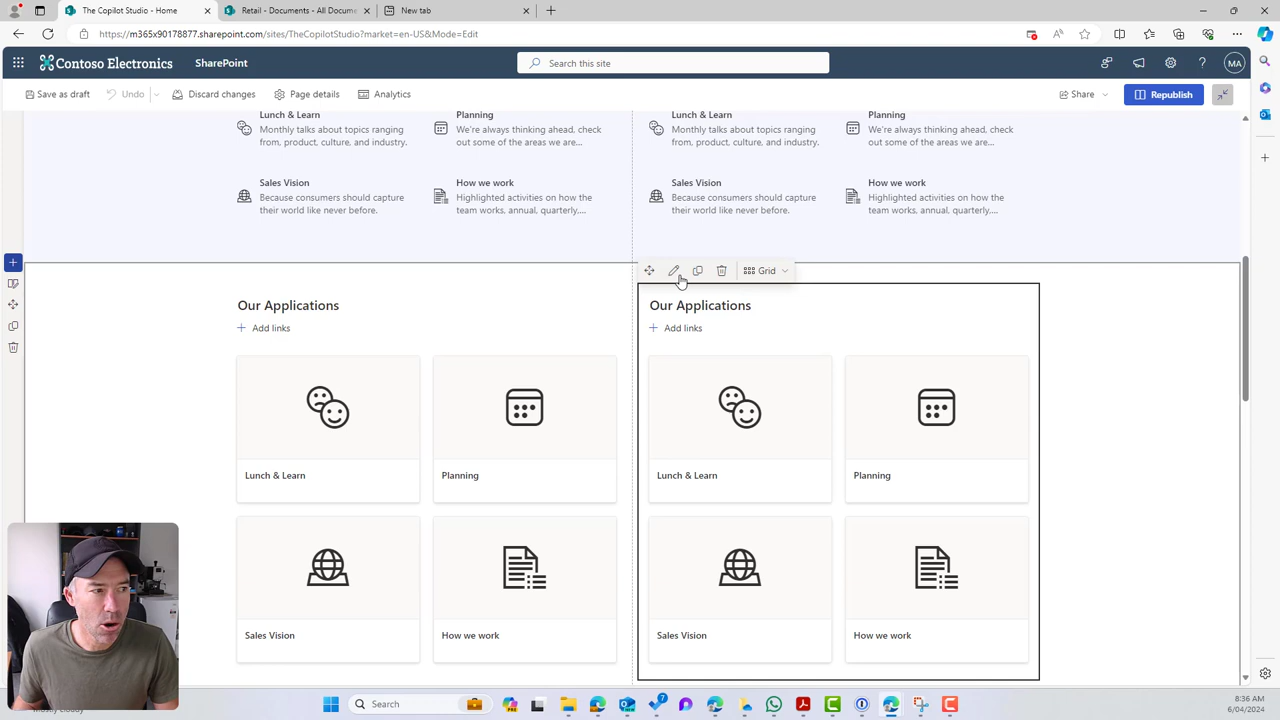 The Copilot Studio - Home
Retail - Documents - All Docume
New tab
https://m365x90178877.sharepoint.com/sites/TheCopilotStudio?market=en-US&Mode=Edit
Contoso Electronics
SharePoint
Search this site
MA
Save as draft
Undo
Discard changes
Page details
Analytics
Share
Republish
Lunch & Learn
Monthly talks about topics ranging
from, product, culture, and industry.
Planning
We're always thinking ahead, check
out some of the areas we are...
Lunch & Learn
Monthly talks about topics ranging
from, product, culture, and industry.
Planning
We're always thinking ahead, check
out some of the areas we are...
Sales Vision
Because consumers should capture
their world like never before.
How we work
Highlighted activities on how the
team works, annual, quarterly,...
Sales Vision
Because consumers should capture
their world like never before.
How we work
Highlighted activities on how the
team works, annual, quarterly,...
Grid
Our Applications
Add links
Lunch & Learn
Planning
Sales Vision
How we work
Our Applications
Add links
Lunch & Learn
Planning
Sales Vision
How we work
Mostly cloudy
Search
7
8:36 AM
6/04/2024